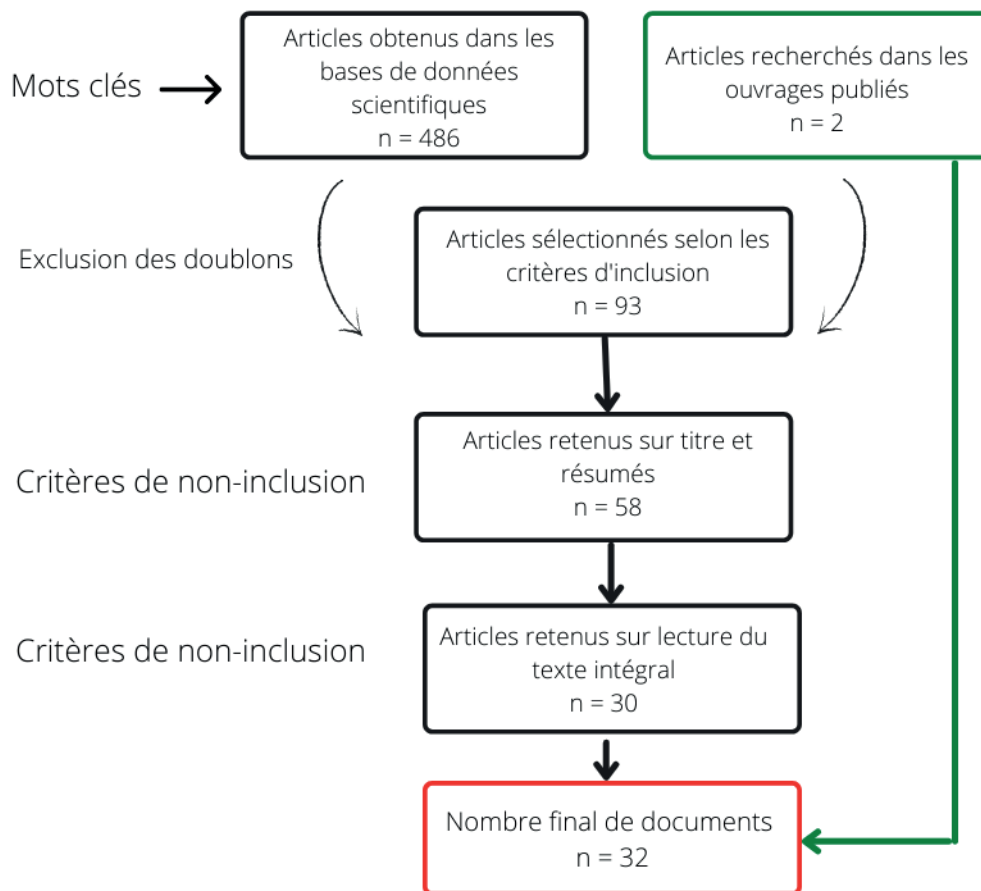 Articles obtenus dans les
bases de données
scientifiques
n = 486
Articles recherchés dans les
ouvrages publiés
n = 2
Mots clés
Exclusion des doublons
Articles sélectionnés selon les
critères d'inclusion
n = 93
Critères de non-inclusion
Articles retenus sur titre et
résumés
n = 58
Critères de non-inclusion
Articles retenus sur lecture du
texte intégral
n = 30
Nombre final de documents
n = 32